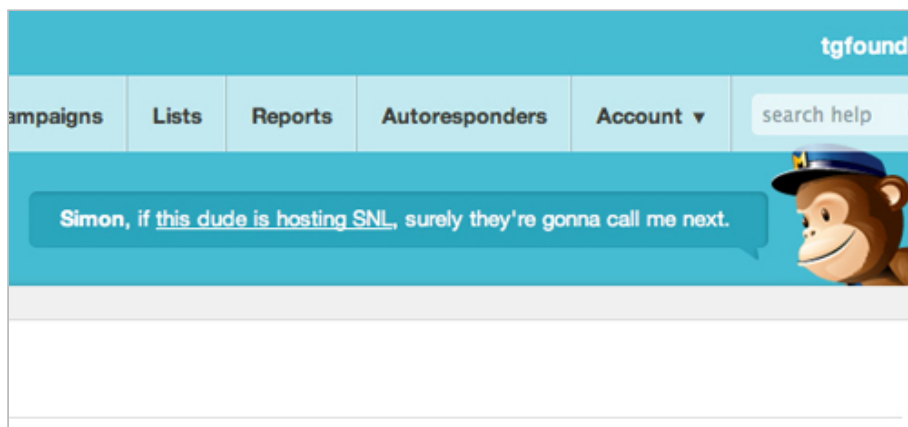 tgfound
ampaigns Lists Reports Autoresponders Account ▼ search help
Simon, if this dude is hosting SNL, surely they're gonna call me next.
M